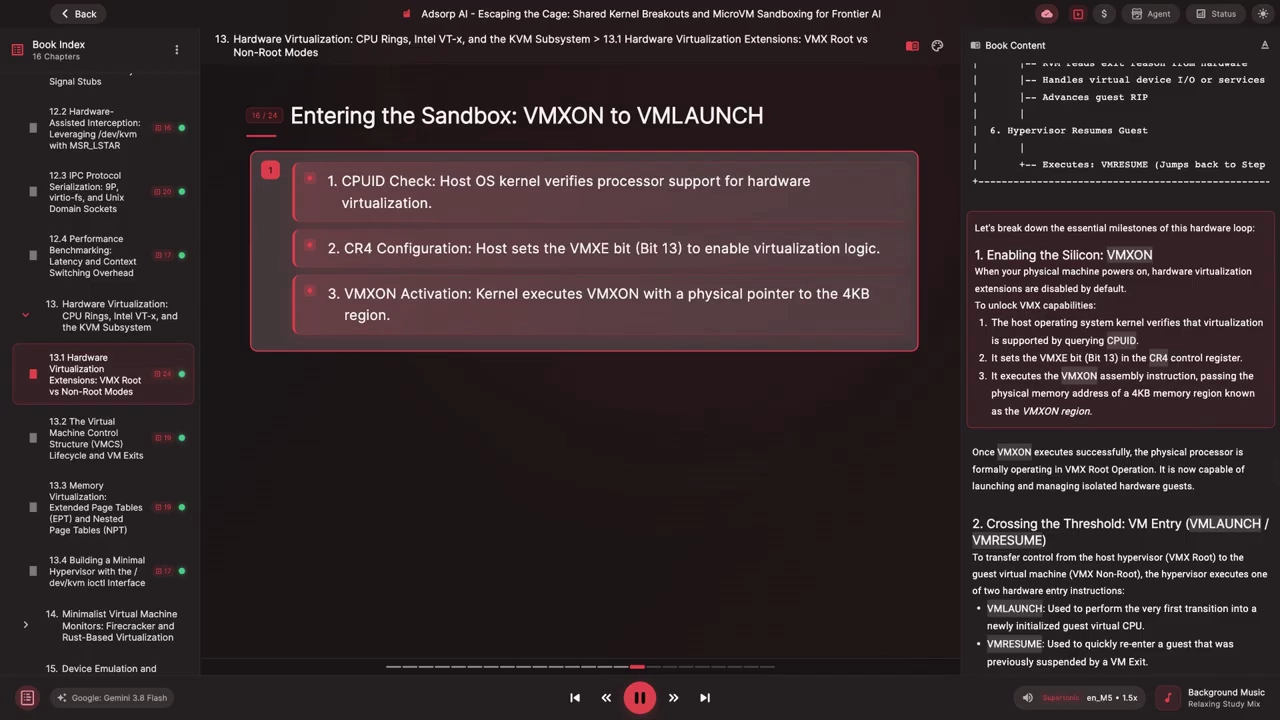 Back
Adsorp AI - Escaping the Cage: Shared Kernel Breakouts and MicroVM Sandboxing for Frontier AI
$
Agent
Status
Book Index
16 Chapters
Signal Stubs
12.2 Hardware-
Assisted Interception:
Leveraging /dev/kvm
with MSR_LSTAR
16
12.3 IPC Protocol
Serialization: 9P,
virtio-fs, and Unix
Domain Sockets
20
12.4 Performance
Benchmarking:
Latency and Context
Switching Overhead
17
13. Hardware Virtualization:
CPU Rings, Intel VT-x, and
the KVM Subsystem
13.1 Hardware
Virtualization
Extensions: VMX Root
vs Non-Root Modes
24
13.2 The Virtual
Machine Control
Structure (VMCS)
Lifecycle and VM Exits
19
13.3 Memory
Virtualization:
Extended Page Tables
(EPT) and Nested
Page Tables (NPT)
19
13.4 Building a Minimal
Hypervisor with the /
dev/kvm ioctl Interface
17
14. Minimalist Virtual Machine
Monitors: Firecracker and
Rust-Based Virtualization
15. Device Emulation and
13. Hardware Virtualization: CPU Rings, Intel VT-x, and the KVM Subsystem > 13.1 Hardware Virtualization Extensions: VMX Root vs
Non-Root Modes
16 / 24
Entering the Sandbox: VMXON to VMLAUNCH
1
1. CPUID Check: Host OS kernel verifies processor support for hardware
virtualization.
2. CR4 Configuration: Host sets the VMXE bit (Bit 13) to enable virtualization logic.
3. VMXON Activation: Kernel executes VMXON with a physical pointer to the 4KB
region.
Book Content
| |-- KVM reads exit reason from hardware
| |-- Handles virtual device I/O or services
| |-- Advances guest RIP
|
| 6. Hypervisor Resumes Guest
| |
| +-- Executes: VMRESUME (Jumps back to Step
+-----------------------------------------------
Let's break down the essential milestones of this hardware loop:
1. Enabling the Silicon: VMXON
When your physical machine powers on, hardware virtualization
extensions are disabled by default.
To unlock VMX capabilities:
1. The host operating system kernel verifies that virtualization
is supported by querying CPUID.
2. It sets the VMXE bit (Bit 13) in the CR4 control register.
3. It executes the VMXON assembly instruction, passing the
physical memory address of a 4KB memory region known
as the VMXON region.
Once VMXON executes successfully, the physical processor is
formally operating in VMX Root Operation. It is now capable of
launching and managing isolated hardware guests.
2. Crossing the Threshold: VM Entry (VMLAUNCH /
VMRESUME)
To transfer control from the host hypervisor (VMX Root) to the
guest virtual machine (VMX Non-Root), the hypervisor executes one
of two hardware entry instructions:
• VMLAUNCH: Used to perform the very first transition into a
newly initialized guest virtual CPU.
• VMRESUME: Used to quickly re-enter a guest that was
previously suspended by a VM Exit.
Google: Gemini 3.8 Flash
Supertonic en_M5 • 1.5x
Background Music
Relaxing Study Mix